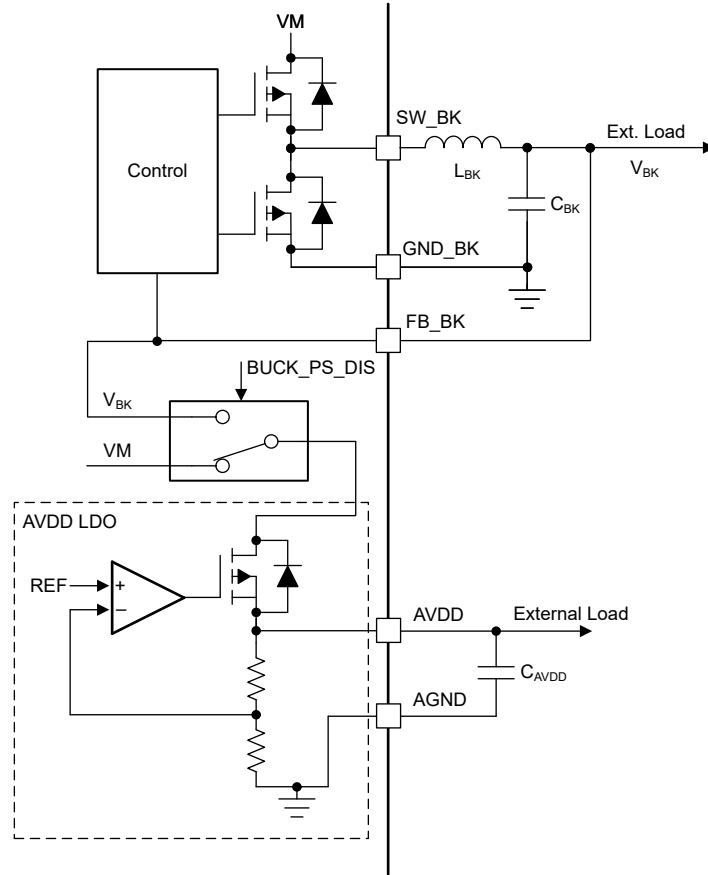 VM
SW_BK
Ext. Load
Control
L_BK
V_BK
C_BK
GND_BK
FB_BK
BUCK_PS_DIS
V_BK
VM
AVDD LDO
REF
+
−
AVDD
External Load
C_AVDD
AGND